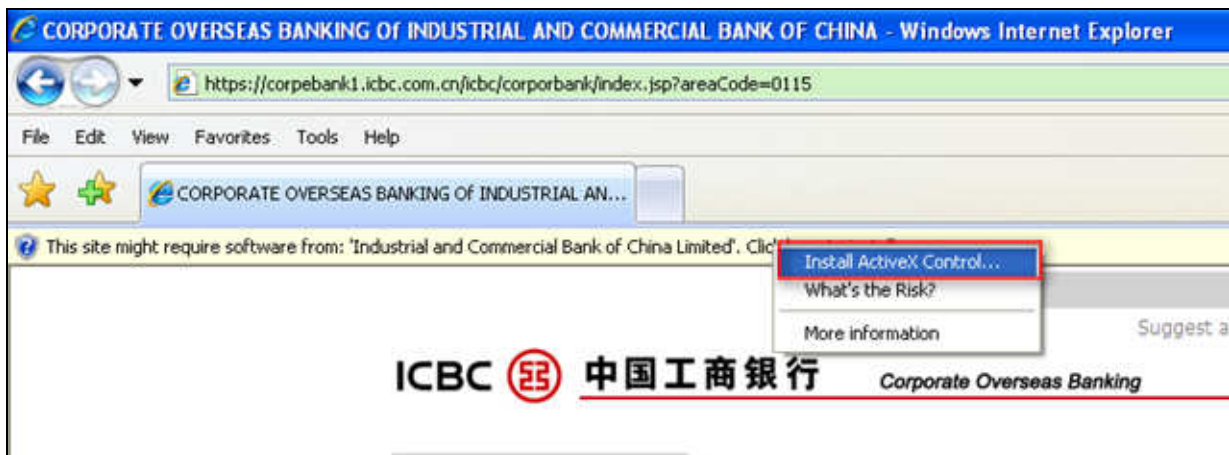 CORPORATE OVERSEAS BANKING Of INDUSTRIAL AND COMMERCIAL BANK OF CHINA - Windows Internet Explorer
https://corpebank1.icbc.com.cn/icbc/corporbank/index.jsp?areaCode=0115
File Edit View Favorites Tools Help
CORPORATE OVERSEAS BANKING Of INDUSTRIAL AN...
This site might require software from: 'Industrial and Commercial Bank of China Limited'.
Install ActiveX Control...
What's the Risk?
More information
Suggest
ICBC 中国工商银行 Corporate Overseas Banking